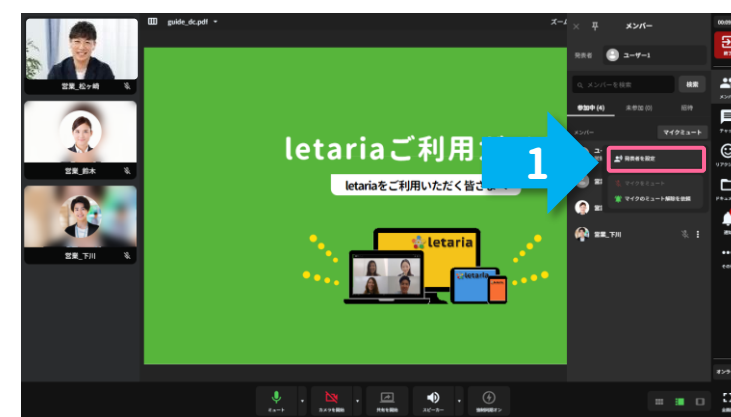 guide_dc.pdf
ズーム
メンバー
発表者
ユーザー1
メンバーを検索
検索
参加中 (4)
未参加 (0)
招待
メンバー
マイクミュート
発表者を固定
マイクをミュート
マイクのミュート解除を依頼
営業_下川
1
letariaご利用
letariaをご利用いただく皆さ
letaria
letaria
営業_松ヶ崎
営業_鈴木
営業_下川
ミュート
カメラを開始
共有を開始
スピーカー